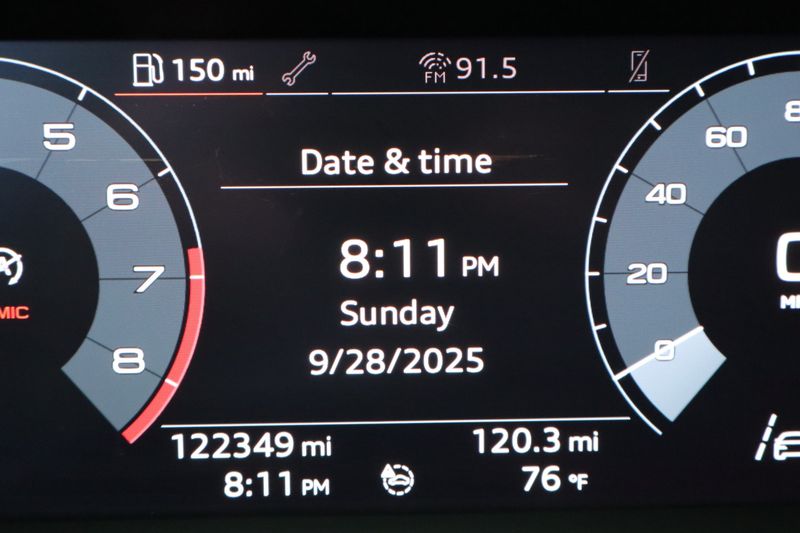 150 mi
FM 91.5
Date & time
8:11 PM
Sunday
9/28/2025
5
6
7
8
60
40
20
0
122349 mi
120.3 mi
8:11 PM
76 °F